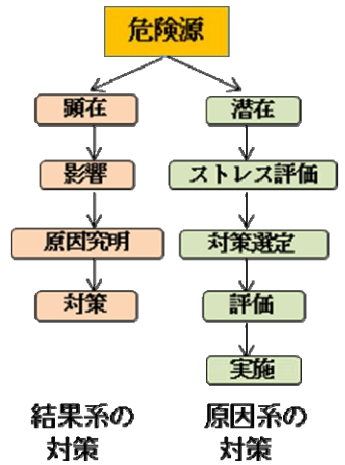 危険源
顕在
潜在
影響
ストレス評価
原因究明
対策選定
対策
評価
実施
結果系の
対策
原因系の
対策